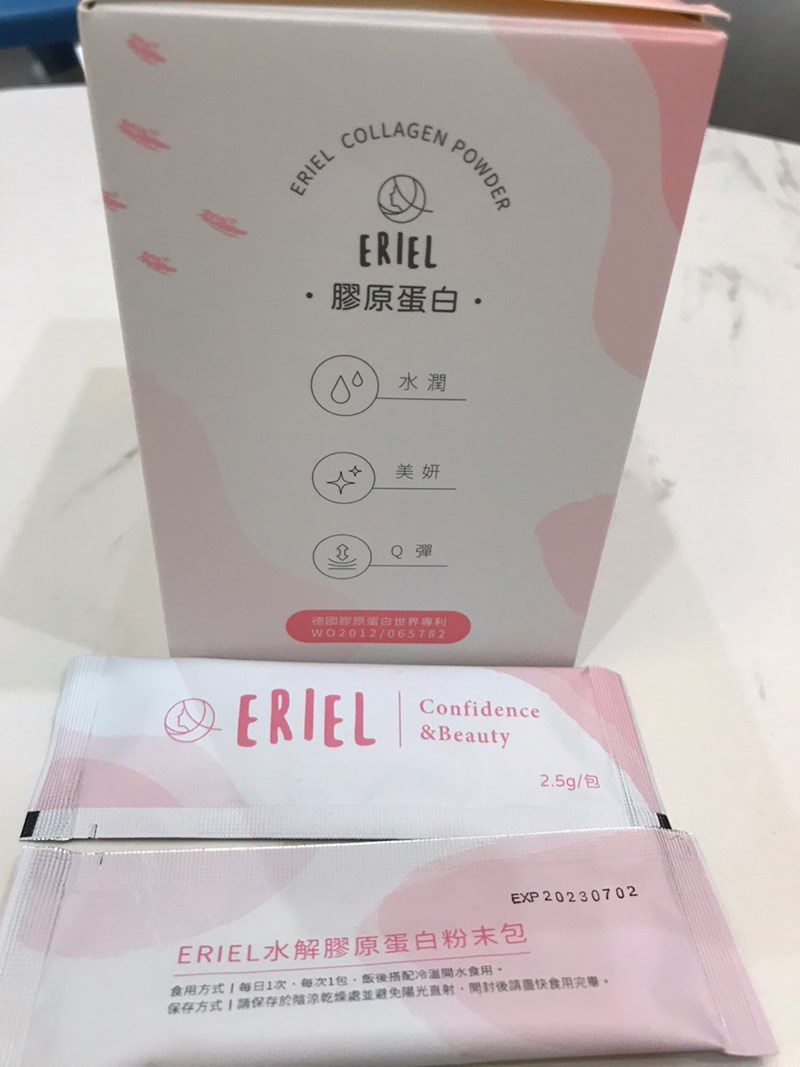 ERIEL COLLAGEN POWDER
ERIEL
·膠原蛋白·
水潤
美妍
Q彈
德國膠原蛋白世界專利
WO2012/065782
ERIEL
Confidence
&Beauty
2.5g/包
EXP 20230702
ERIEL水解膠原蛋白粉末包
食用方式|每日1次,每次1包,飯後搭配冷溫開水食用。
保存方式|請保存於陰涼乾燥處並避免陽光直射,開封後請盡快食用完畢。